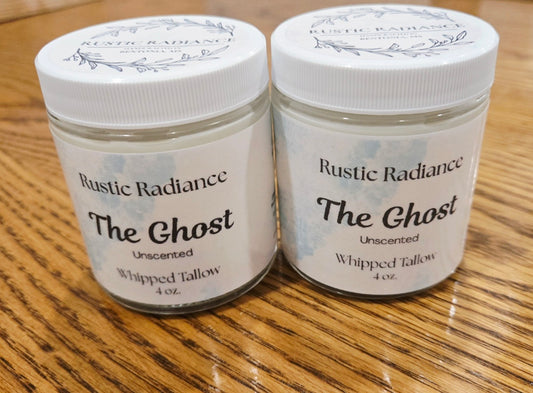 RUSTIC RADIANCE
Rustic Radiance
The Ghost
Unscented
Whipped Tallow
4 oz.
RUSTIC RADIANCE
Rustic Radiance
The Ghost
Unscented
Whipped Tallow
4 oz.